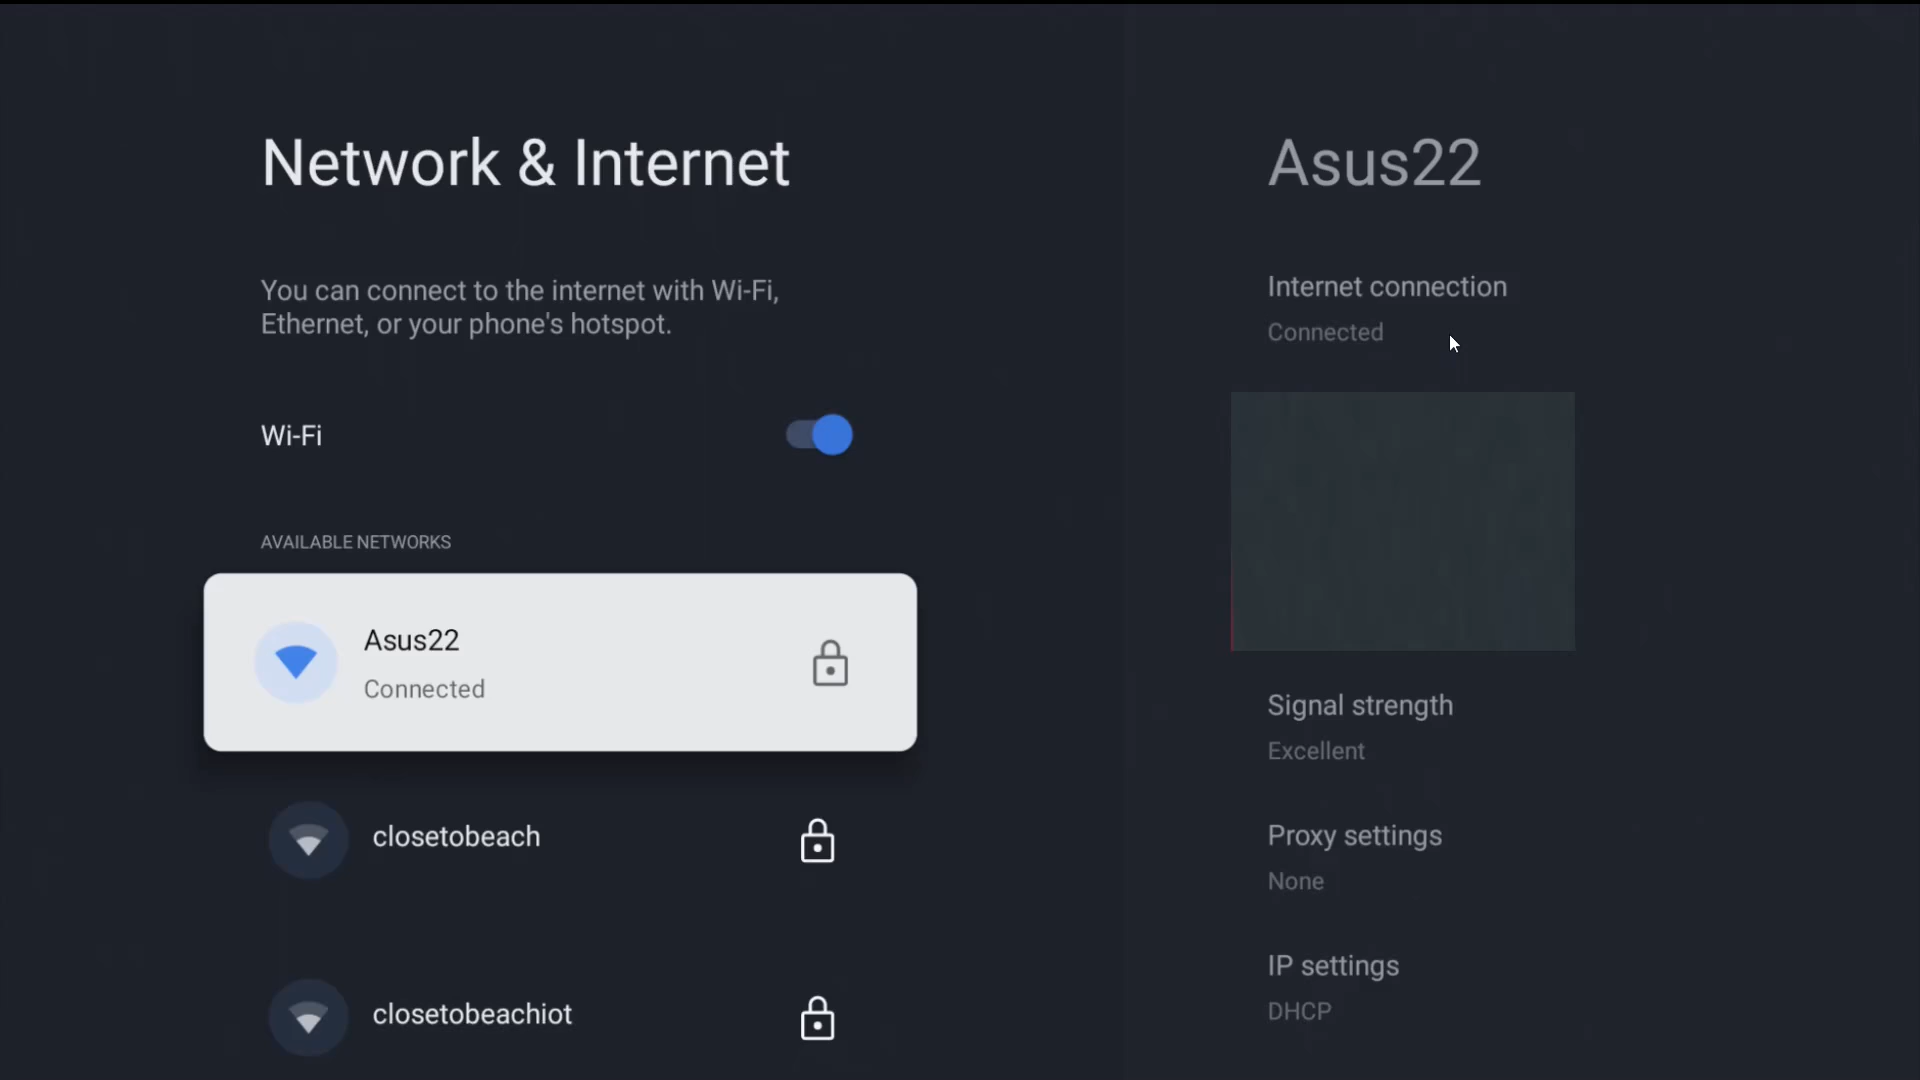 Network & Internet
You can connect to the internet with Wi-Fi,
Ethernet, or your phone's hotspot.
Wi-Fi
AVAILABLE NETWORKS
Asus22
Connected
closetobeach
closetobeachiot
Asus22
Internet connection
Connected
Signal strength
Excellent
Proxy settings
None
IP settings
DHCP